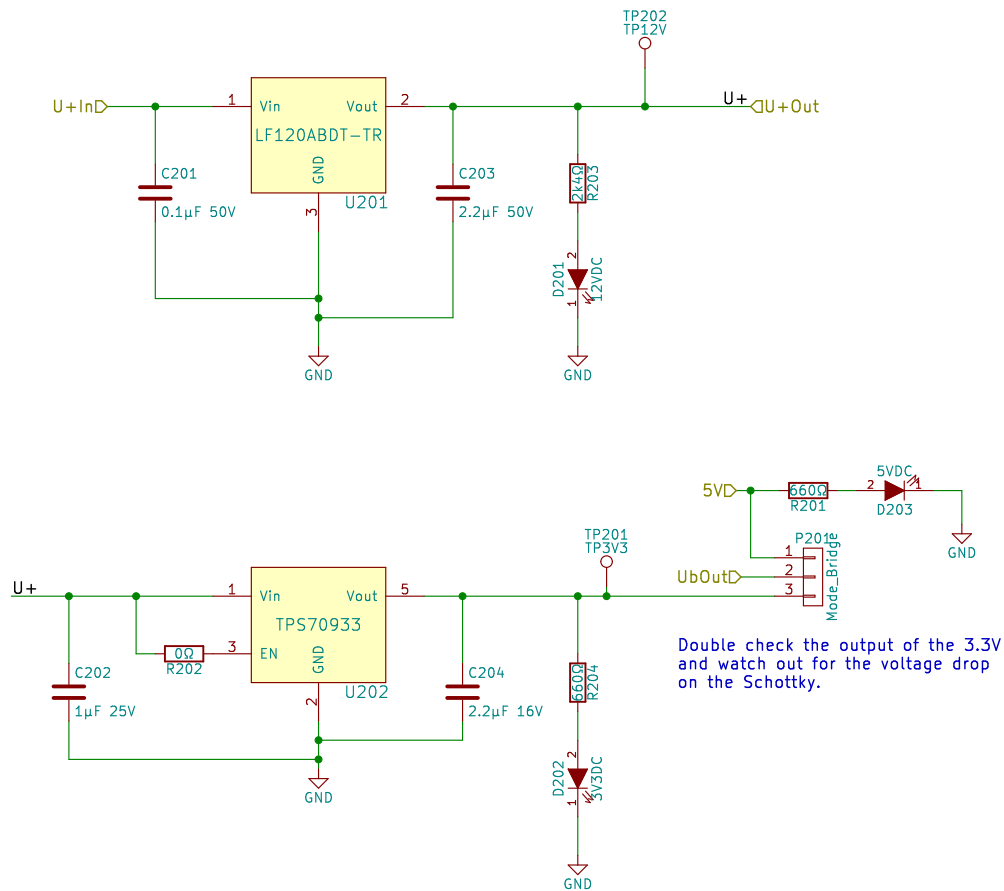 TP202
TP12V
U+In
1
Vin
Vout
2
U+
U+Out
LF120ABDT-TR
GND
U201
3
C201
0.1µF 50V
C203
2.2µF 50V
2k4Ω
R203
2
D201
12VDC
1
GND
GND
5VDC
5V
660Ω
R201
2
1
D203
GND
TP201
TP3V3
P201
1
UbOut
2
3
Mode_Bridge
U+
1
Vin
Vout
5
TPS70933
3
EN
GND
0Ω
R202
U202
2
C202
1µF 25V
C204
2.2µF 16V
660Ω
R204
Double check the output of the 3.3V
and watch out for the voltage drop
on the Schottky.
2
D202
3V3DC
1
GND
GND